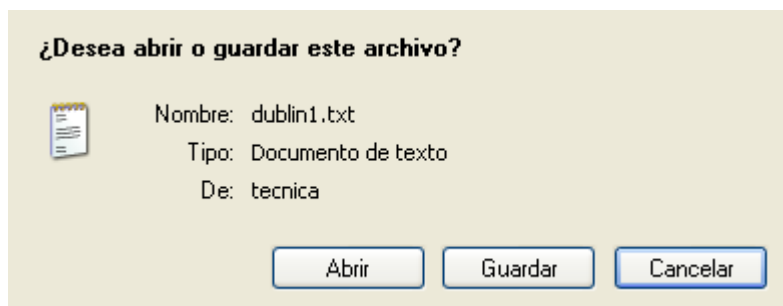 ¿Desea abrir o guardar este archivo?
Nombre: dublin1.txt
Tipo: Documento de texto
De: tecnica
Abrir Guardar Cancelar